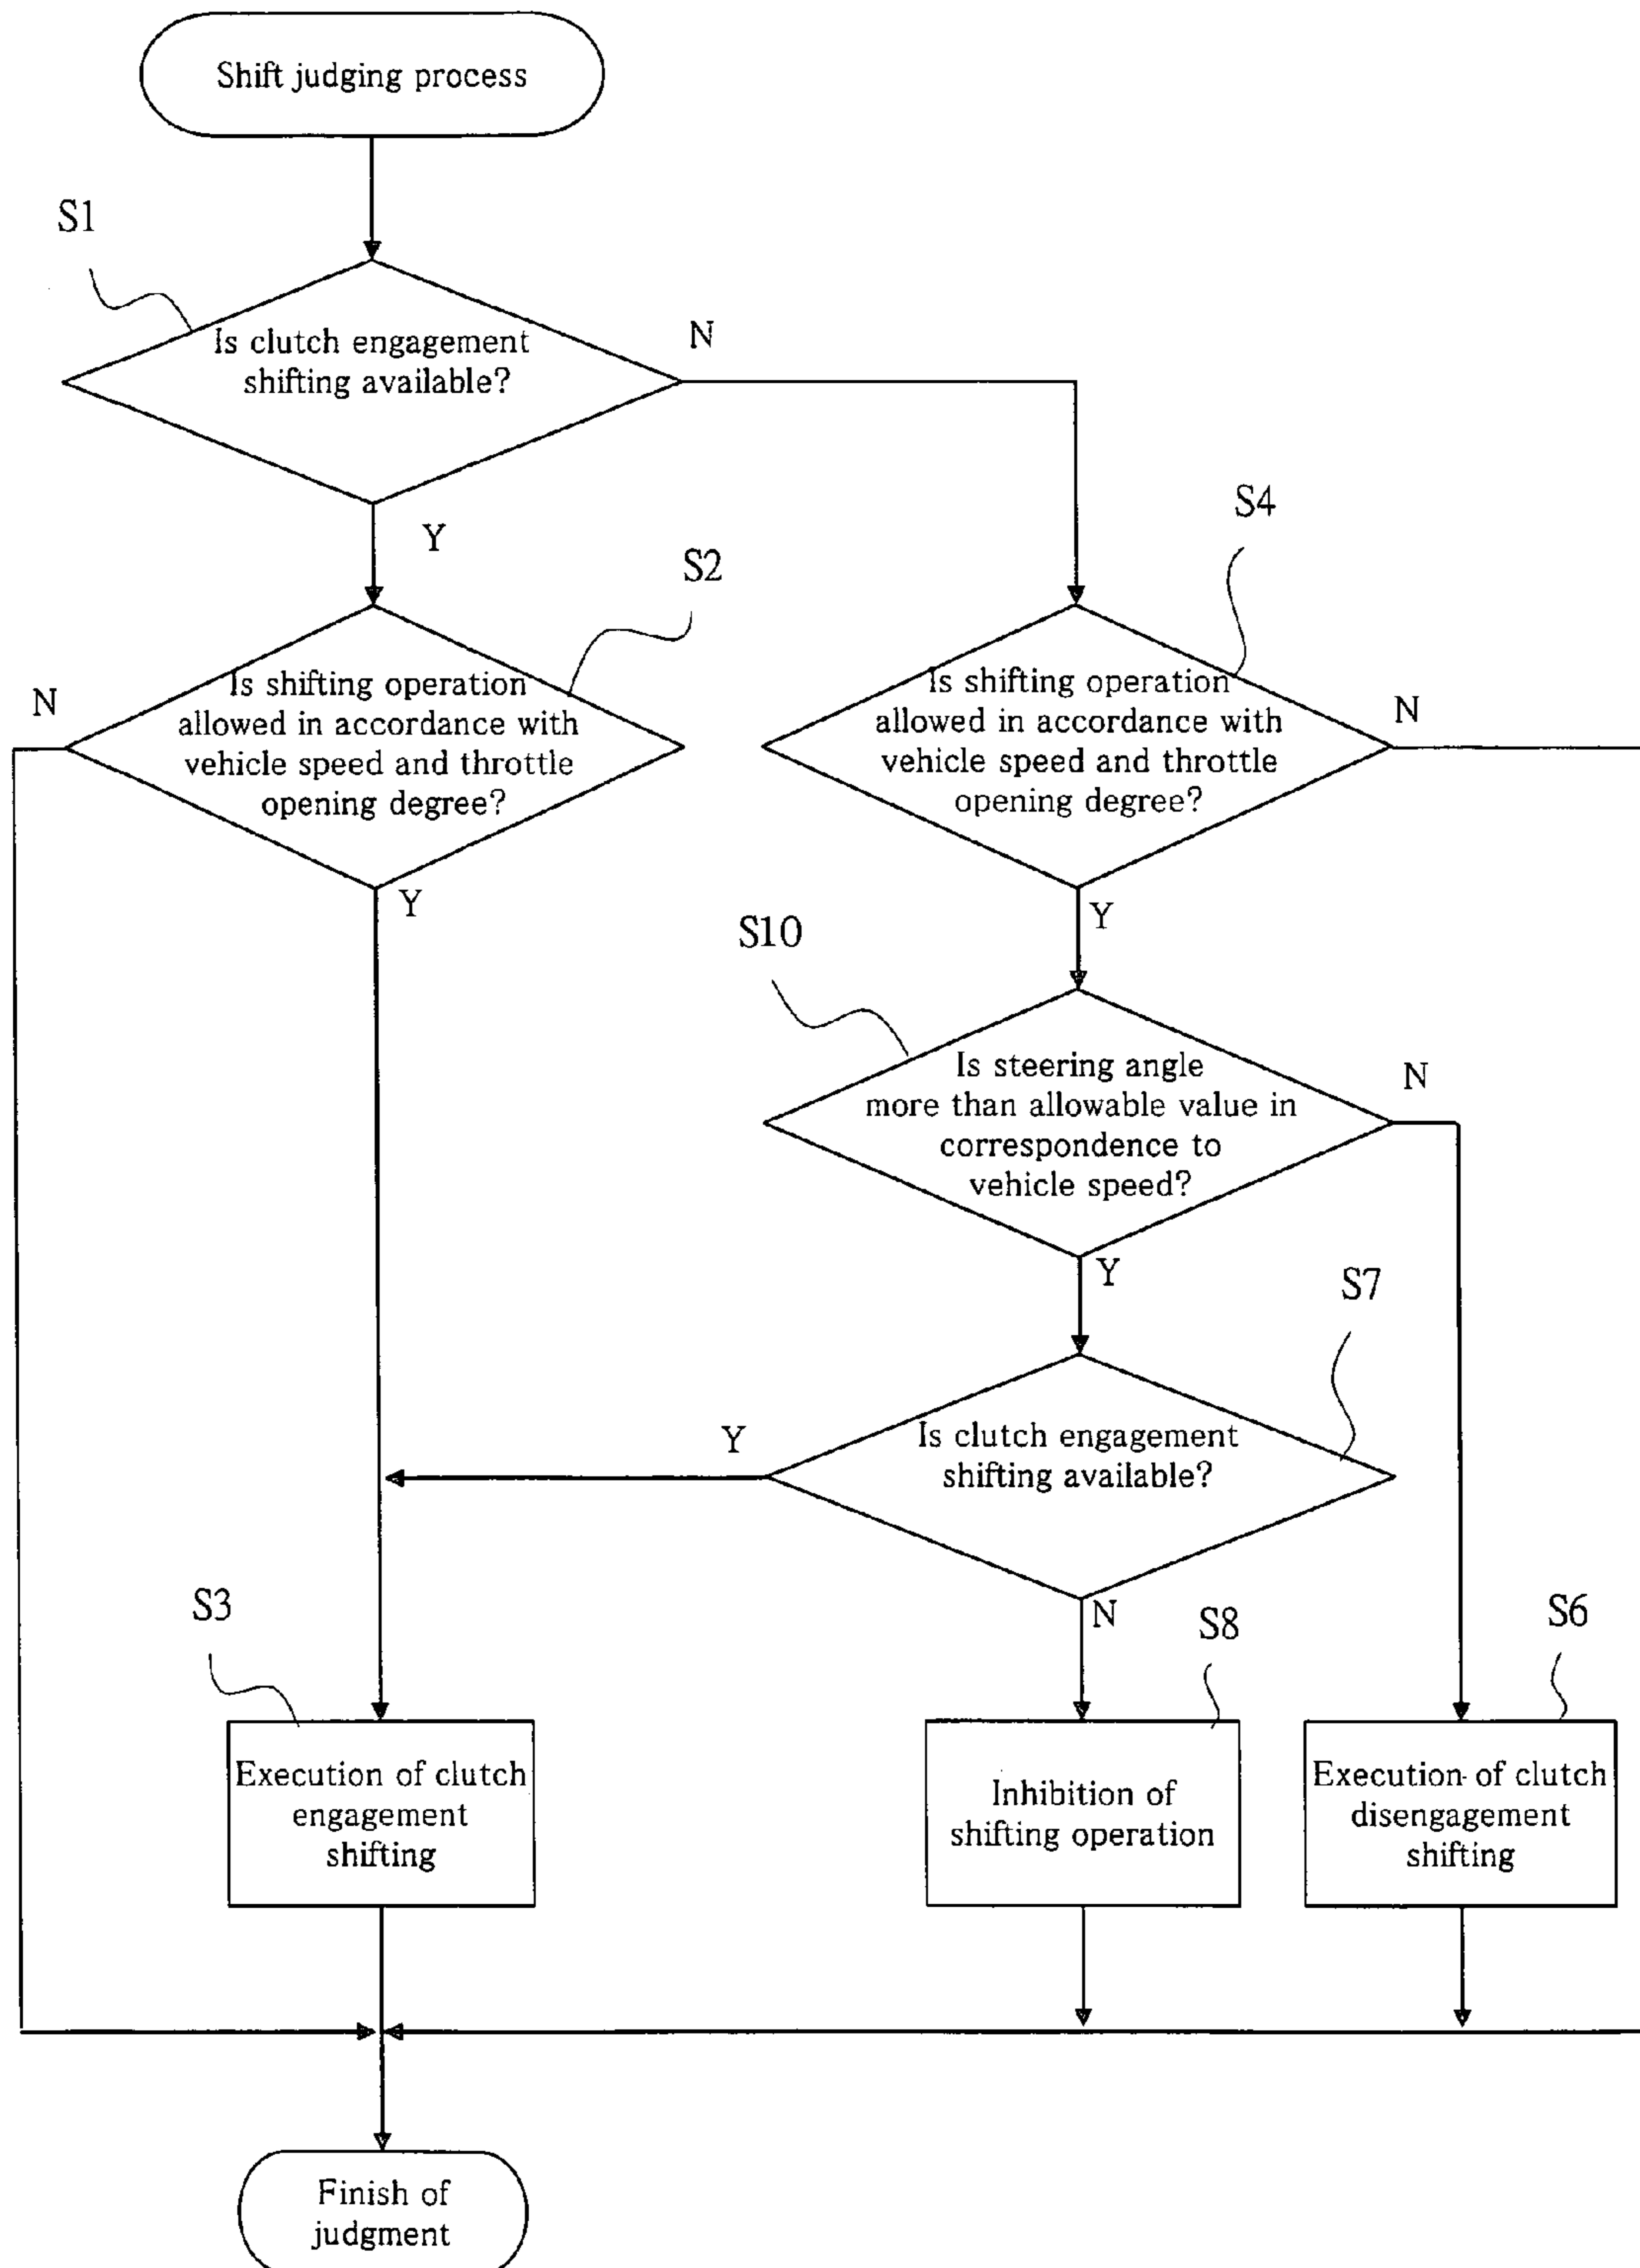 Shift judging process
S1
Is clutch engagement
shifting available?
N
Y
S2
Is shifting operation
allowed in accordance with
vehicle speed and throttle
opening degree?
N
Y
S4
Is shifting operation
allowed in accordance with
vehicle speed and throttle
opening degree?
N
Y
S10
Is steering angle
more than allowable value in
correspondence to
vehicle speed?
N
Y
S7
Is clutch engagement
shifting available?
Y
N
S3
Execution of clutch
engagement
shifting
S8
Inhibition of
shifting operation
S6
Execution of clutch
disengagement
shifting
Finish of
judgment